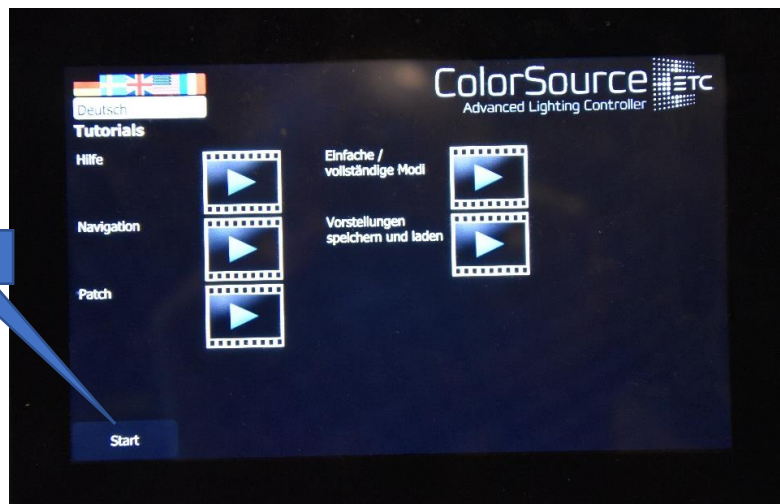 Deutsch
ColorSource
ETC
Advanced Lighting Controller
Tutorials
Hilfe
Einfache /
vollständige Modi
Navigation
Vorstellungen
speichern und laden
Patch
Start